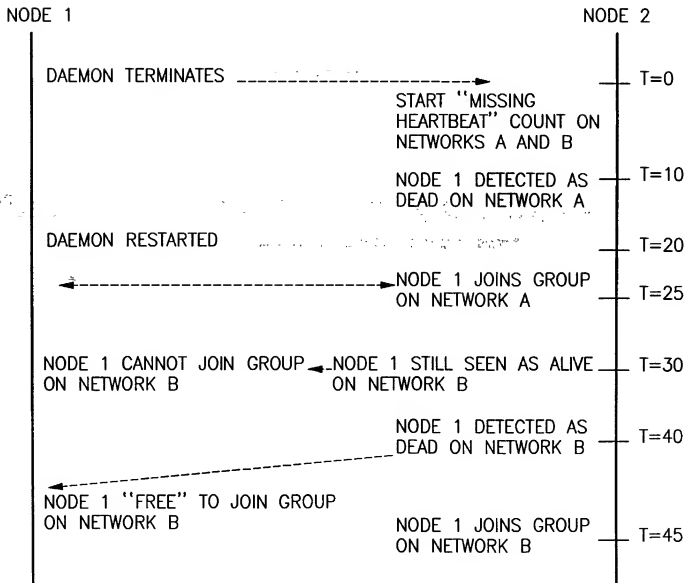 NODE 1
NODE 2
DAEMON TERMINATES
T=0
START "MISSING
HEARTBEAT" COUNT ON
NETWORKS A AND B
NODE 1 DETECTED AS
DEAD ON NETWORK A
T=10
DAEMON RESTARTED
T=20
NODE 1 JOINS GROUP
ON NETWORK A
T=25
NODE 1 CANNOT JOIN GROUP
ON NETWORK B
NODE 1 STILL SEEN AS ALIVE
ON NETWORK B
T=30
NODE 1 DETECTED AS
DEAD ON NETWORK B
T=40
NODE 1 "FREE" TO JOIN GROUP
ON NETWORK B
NODE 1 JOINS GROUP
ON NETWORK B
T=45